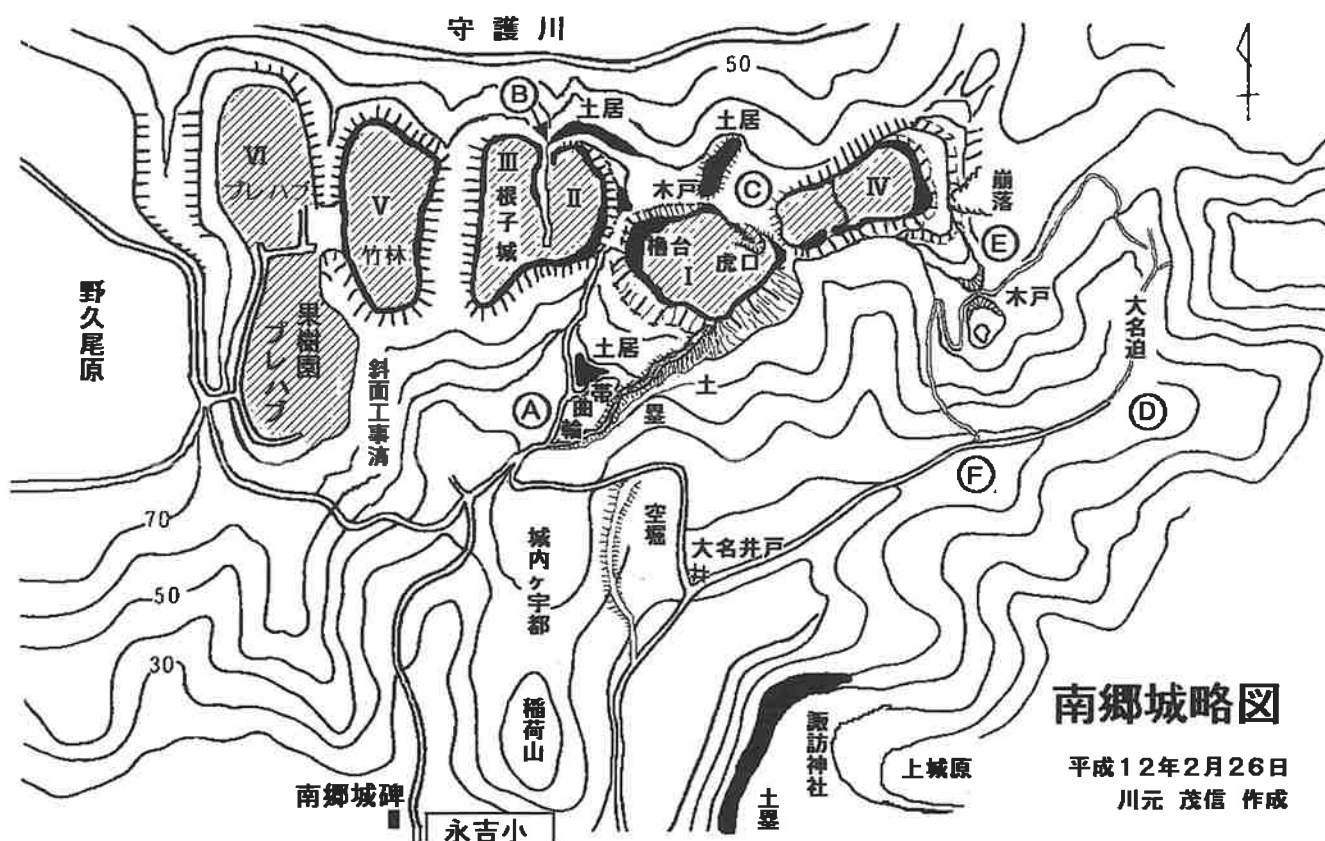 守護川
50
B
土居
土居
VI
プレハブ
V
竹林
III
根子城
II
木戸
C
IV
崩落
E
櫓台
I
虎口
木戸
野久尾原
果樹園
プレハブ
斜面工事済
土居
帯曲輪
A
土塁
大名迫
D
F
70
50
30
城内ヶ宇都
空堀
大名井戸
井
稲荷山
南郷城碑
永吉小
土塁
諏訪神社
上城原
南郷城略図
平成12年2月26日
川元 茂信 作成